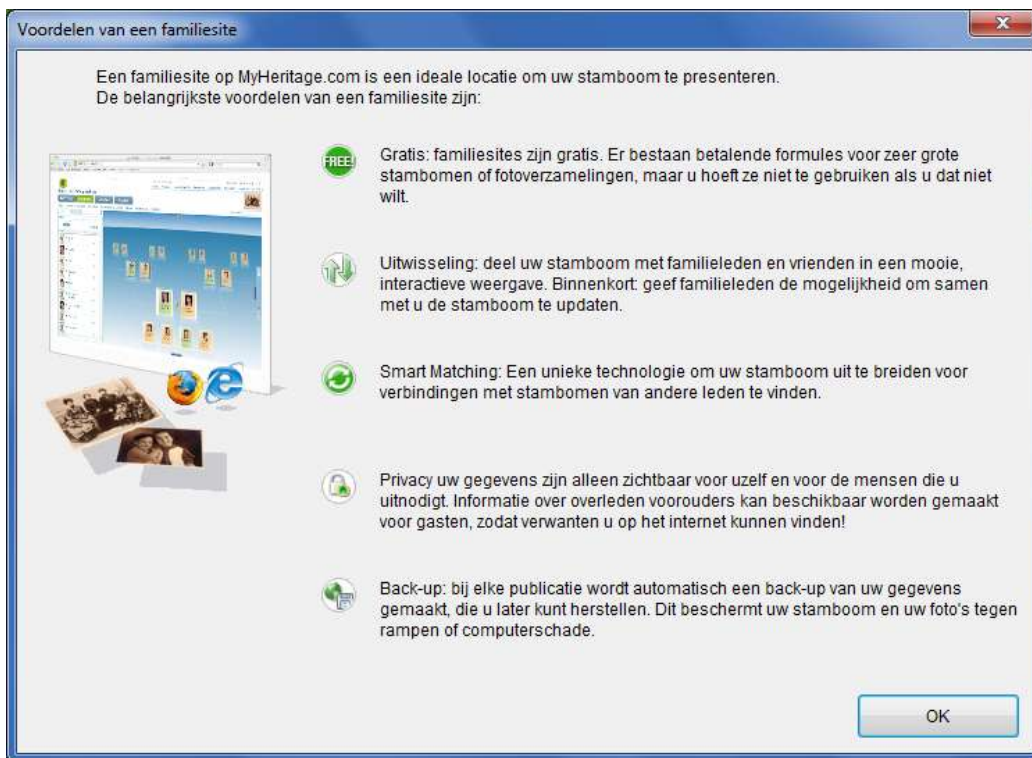 Voordelen van een familiesite
Een familiesite op MyHeritage.com is een ideale locatie om uw stamboom te presenteren.
De belangrijkste voordelen van een familiesite zijn:
FREE!
Gratis: familiesites zijn gratis. Er bestaan betalende formules voor zeer grote
stambomen of fotoverzamelingen, maar u hoeft ze niet te gebruiken als u dat niet
wilt.
Uitwisseling: deel uw stamboom met familieleden en vrienden in een mooie,
interactieve weergave. Binnenkort: geef familieleden de mogelijkheid om samen
met u de stamboom te updaten.
Smart Matching: Een unieke technologie om uw stamboom uit te breiden voor
verbindingen met stambomen van andere leden te vinden.
Privacy uw gegevens zijn alleen zichtbaar voor uzelf en voor de mensen die u
uitnodigt. Informatie over overleden voorouders kan beschikbaar worden gemaakt
voor gasten, zodat verwanten u op het internet kunnen vinden!
Back-up: bij elke publicatie wordt automatisch een back-up van uw gegevens
gemaakt, die u later kunt herstellen. Dit beschermt uw stamboom en uw foto's tegen
rampen of computerschade.
OK